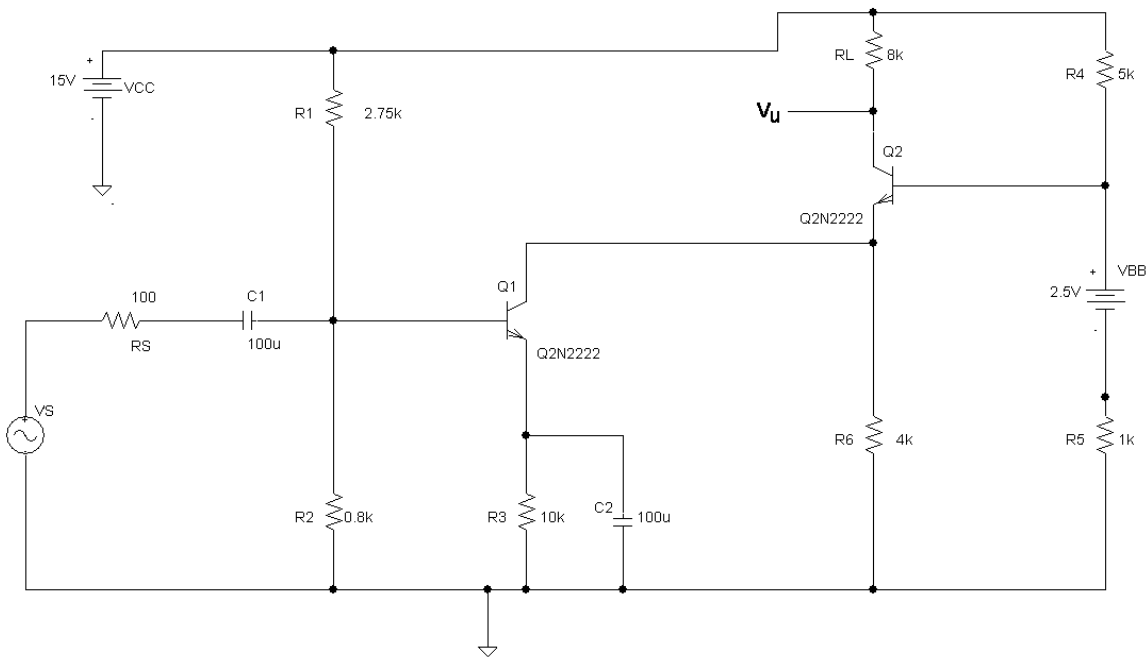 RL 8k
R4 5k
+
15V VCC
R1 2.75k
Vu
Q2
Q2N2222
+ VBB
2.5V
Q1
100 C1
RS 100u
Q2N2222
VS
+
R6 4k
R5 1k
R2 0.8k
R3 10k
C2 100u